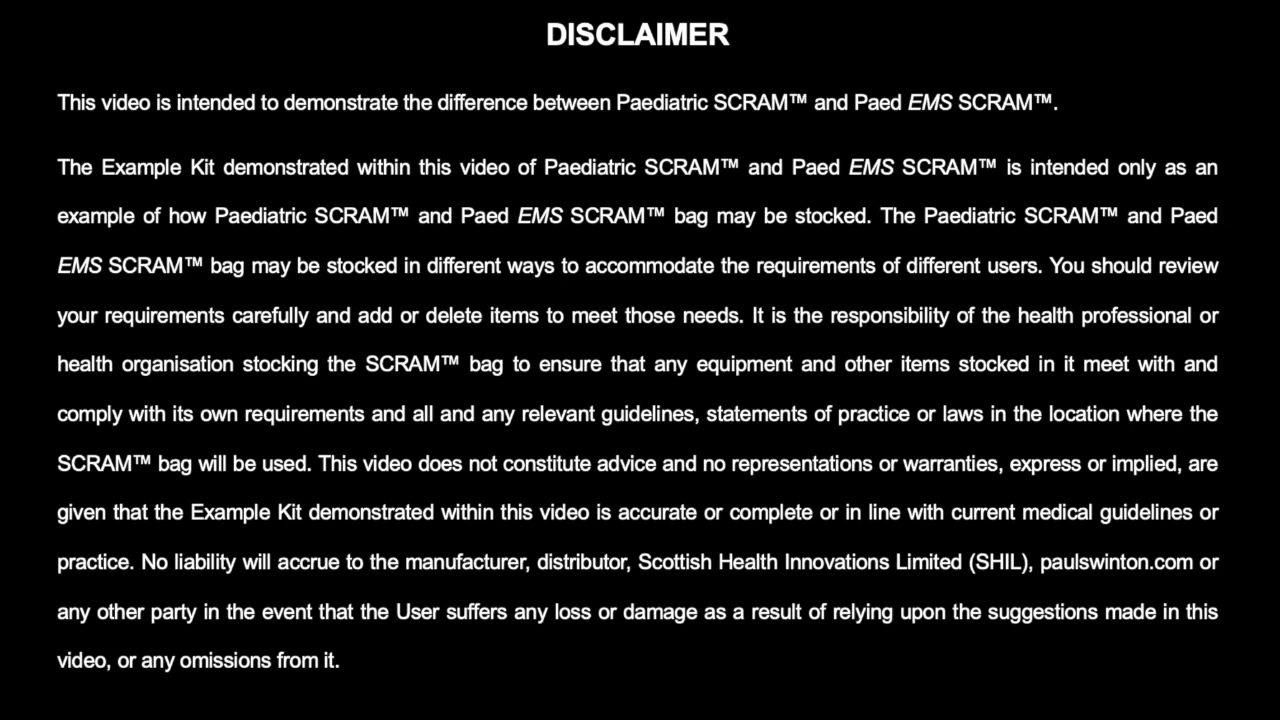 DISCLAIMER
This video is intended to demonstrate the difference between Paediatric SCRAM™ and Paed EMS SCRAM™.
The Example Kit demonstrated within this video of Paediatric SCRAM™ and Paed EMS SCRAM™ is intended only as an
example of how Paediatric SCRAM™ and Paed EMS SCRAM™ bag may be stocked. The Paediatric SCRAM™ and Paed
EMS SCRAM™ bag may be stocked in different ways to accommodate the requirements of different users. You should review
your requirements carefully and add or delete items to meet those needs. It is the responsibility of the health professional or
health organisation stocking the SCRAM™ bag to ensure that any equipment and other items stocked in it meet with and
comply with its own requirements and all and any relevant guidelines, statements of practice or laws in the location where the
SCRAM™ bag will be used. This video does not constitute advice and no representations or warranties, express or implied, are
given that the Example Kit demonstrated within this video is accurate or complete or in line with current medical guidelines or
practice. No liability will accrue to the manufacturer, distributor, Scottish Health Innovations Limited (SHIL), paulswinton.com or
any other party in the event that the User suffers any loss or damage as a result of relying upon the suggestions made in this
video, or any omissions from it.